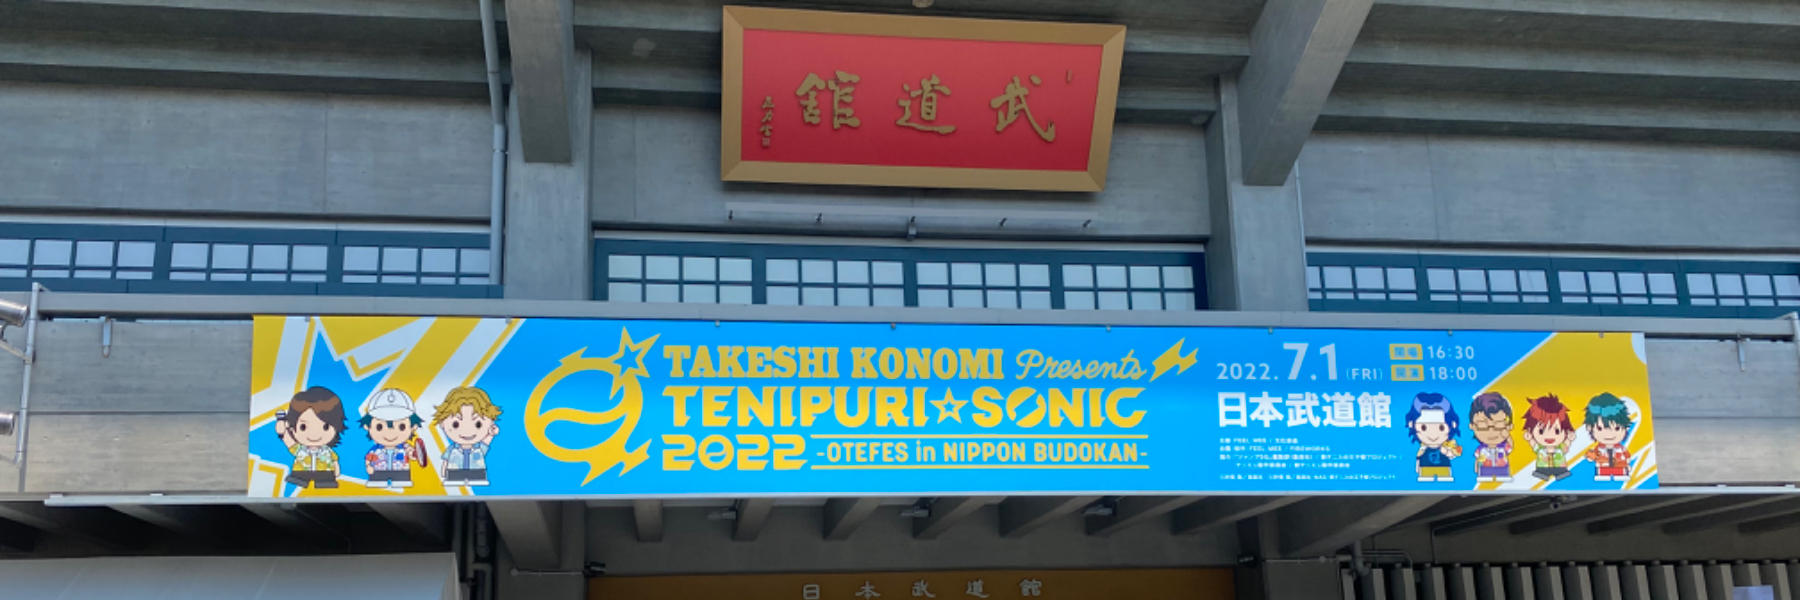 武道館
TAKESHI KONOMI Presents
TENIPURI☆SONIC
2022 -OTEFES in NIPPON BUDOKAN-
2022.7.1(FRI)
開場 16:30
開演 18:00
日本武道館
日本武道館